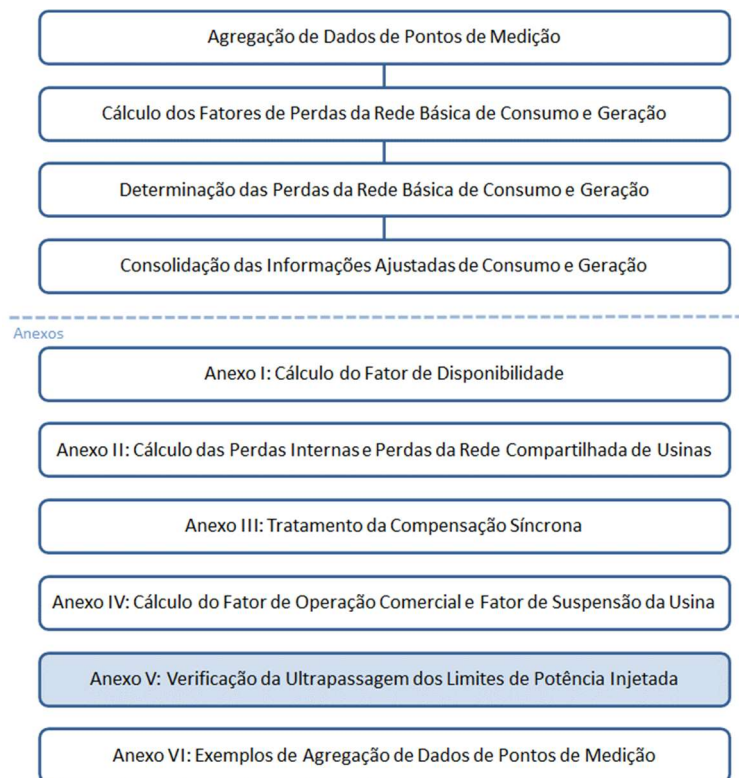 Agregação de Dados de Pontos de Medição
Cálculo dos Fatores de Perdas da Rede Básica de Consumo e Geração
Determinação das Perdas da Rede Básica de Consumo e Geração
Consolidação das Informações Ajustadas de Consumo e Geração
Anexos
Anexo I: Cálculo do Fator de Disponibilidade
Anexo II: Cálculo das Perdas Internas e Perdas da Rede Compartilhada de Usinas
Anexo III: Tratamento da Compensação Síncrona
Anexo IV: Cálculo do Fator de Operação Comercial e Fator de Suspensão da Usina
Anexo V: Verificação da Ultrapassagem dos Limites de Potência Injetada
Anexo VI: Exemplos de Agregação de Dados de Pontos de Medição